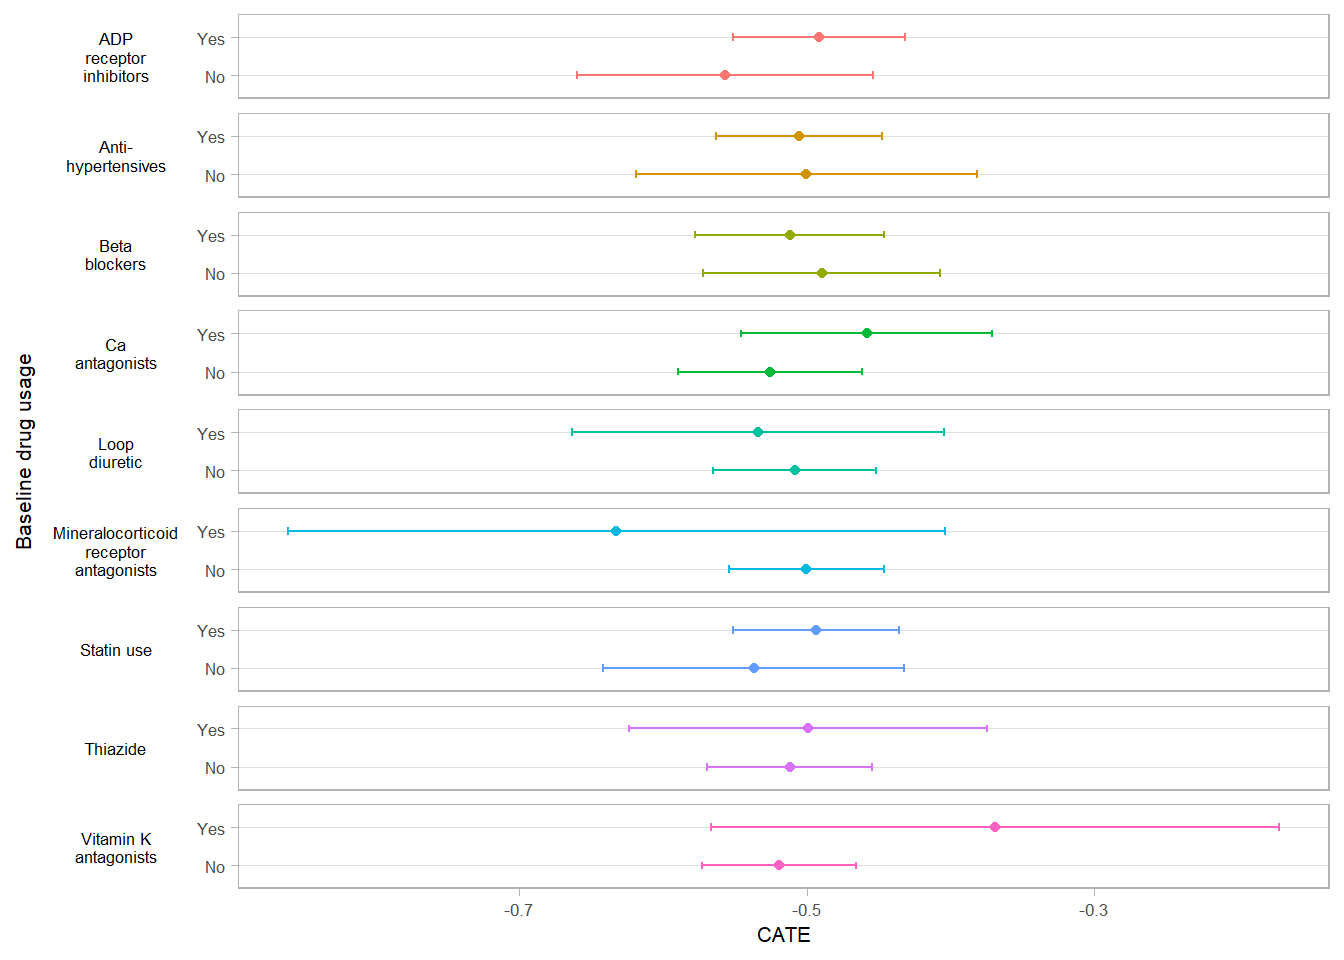 Baseline drug usage
ADP
receptor
inhibitors
Yes
No
Anti-
hypertensives
Yes
No
Beta
blockers
Yes
No
Ca
antagonists
Yes
No
Loop
diuretic
Yes
No
Mineralocorticoid
receptor
antagonists
Yes
No
Statin use
Yes
No
Thiazide
Yes
No
Vitamin K
antagonists
Yes
No
-0.7 -0.5 -0.3
CATE